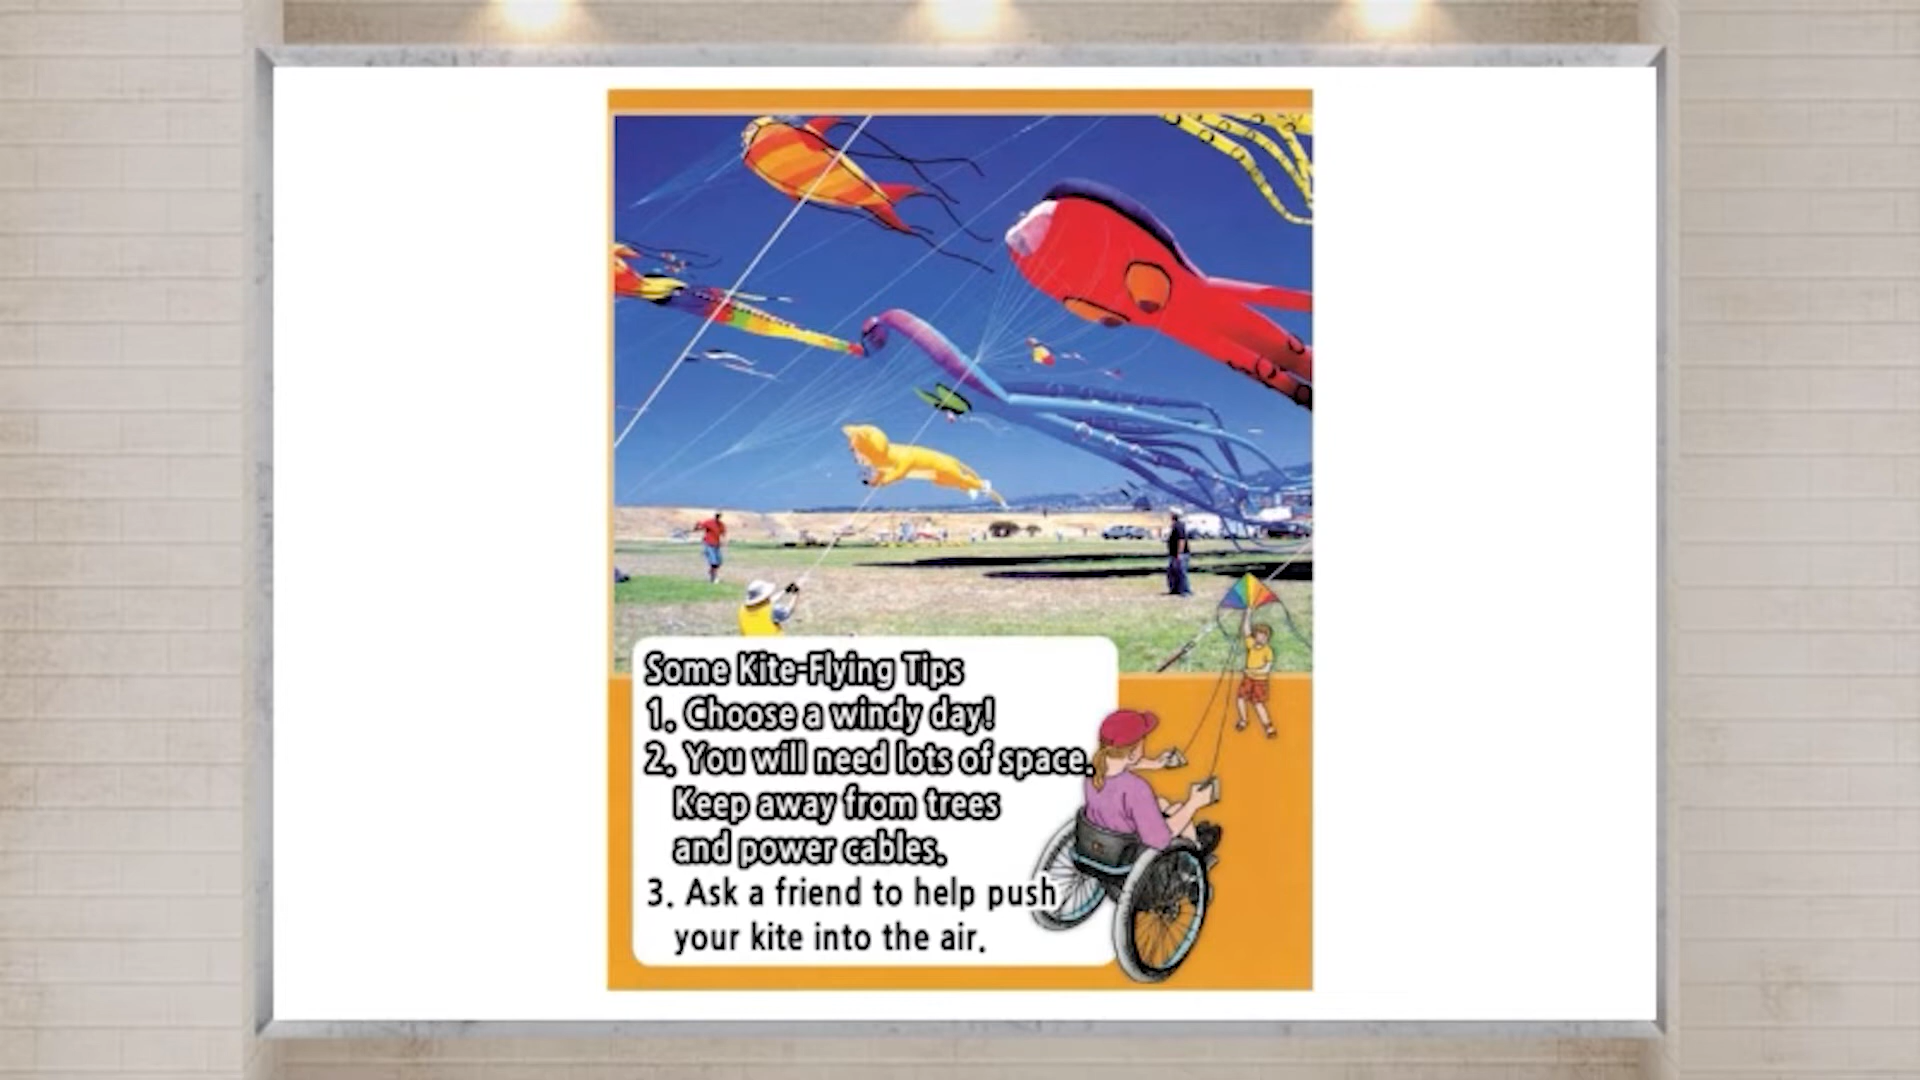 Some Kite-Flying Tips
1. Choose a windy day!
2. You will need lots of space.
Keep away from trees
and power cables.
3. Ask a friend to help push
your kite into the air.